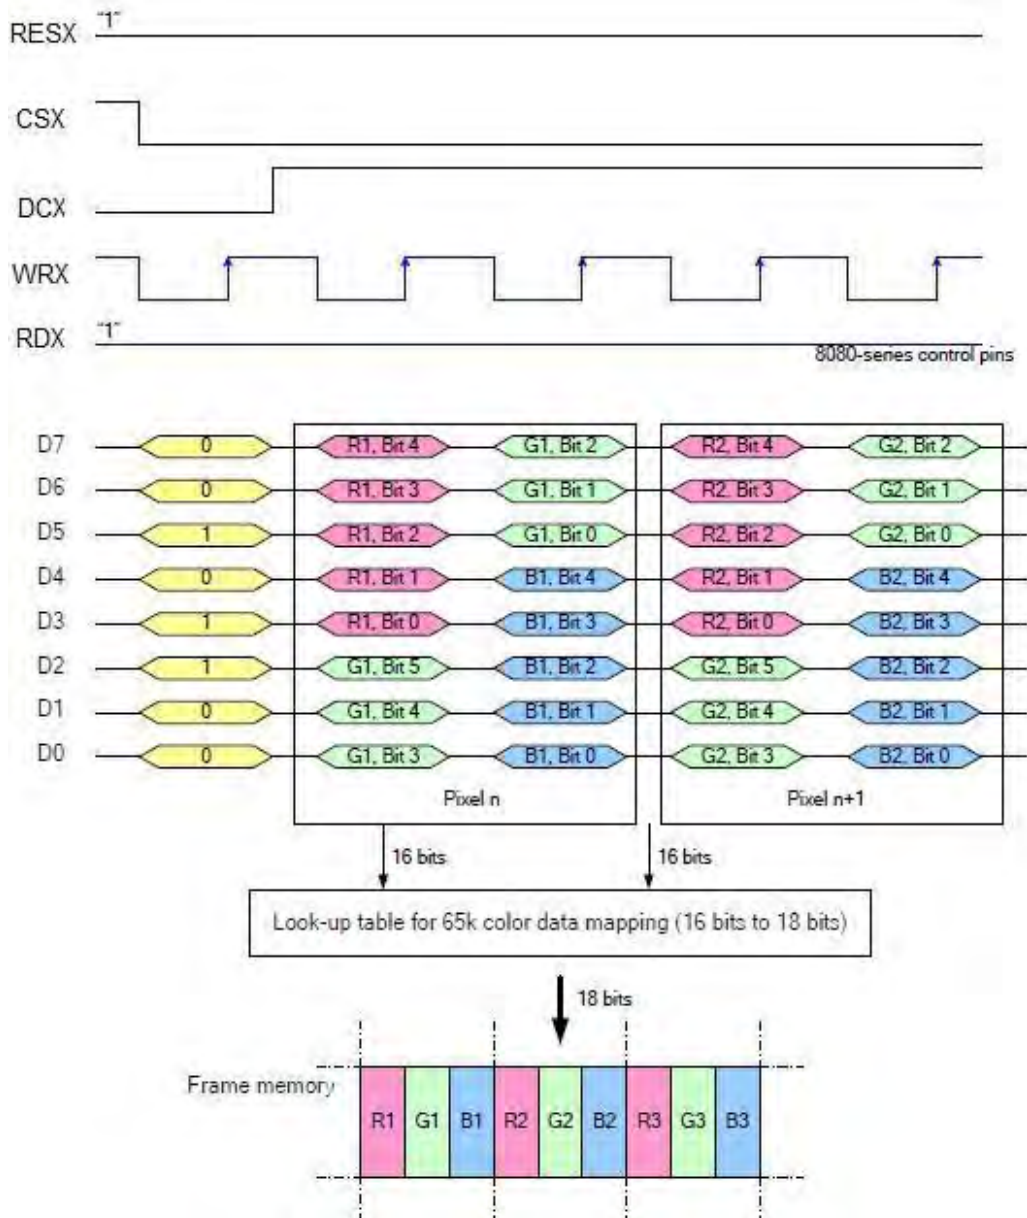 RESX "1"
CSX
DCX
WRX
RDX "1"
8080-series control pins
D7 0 R1, Bit 4 G1, Bit 2 R2, Bit 4 G2, Bit 2
D6 0 R1, Bit 3 G1, Bit 1 R2, Bit 3 G2, Bit 1
D5 1 R1, Bit 2 G1, Bit 0 R2, Bit 2 G2, Bit 0
D4 0 R1, Bit 1 B1, Bit 4 R2, Bit 1 B2, Bit 4
D3 1 R1, Bit 0 B1, Bit 3 R2, Bit 0 B2, Bit 3
D2 1 G1, Bit 5 B1, Bit 2 G2, Bit 5 B2, Bit 2
D1 0 G1, Bit 4 B1, Bit 1 G2, Bit 4 B2, Bit 1
D0 0 G1, Bit 3 B1, Bit 0 G2, Bit 3 B2, Bit 0
Pixel n Pixel n+1
16 bits 16 bits
Look-up table for 65k color data mapping (16 bits to 18 bits)
18 bits
Frame memory
R1 G1 B1 R2 G2 B2 R3 G3 B3